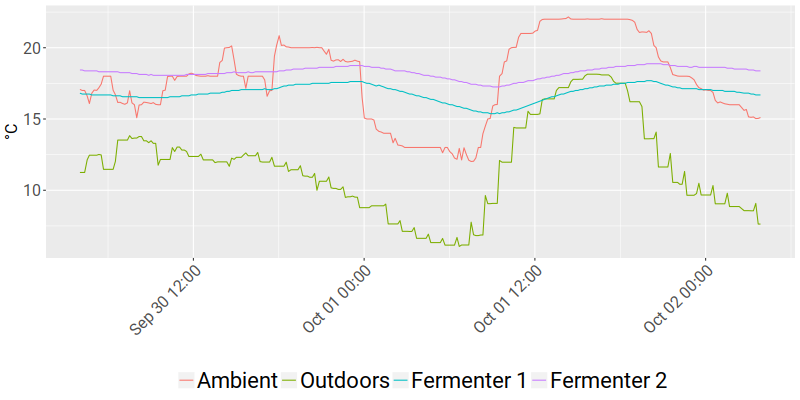 20
15
10
°C
Sep 30 12:00
Oct 01 00:00
Oct 01 12:00
Oct 02 00:00
Ambient Outdoors Fermenter 1 Fermenter 2